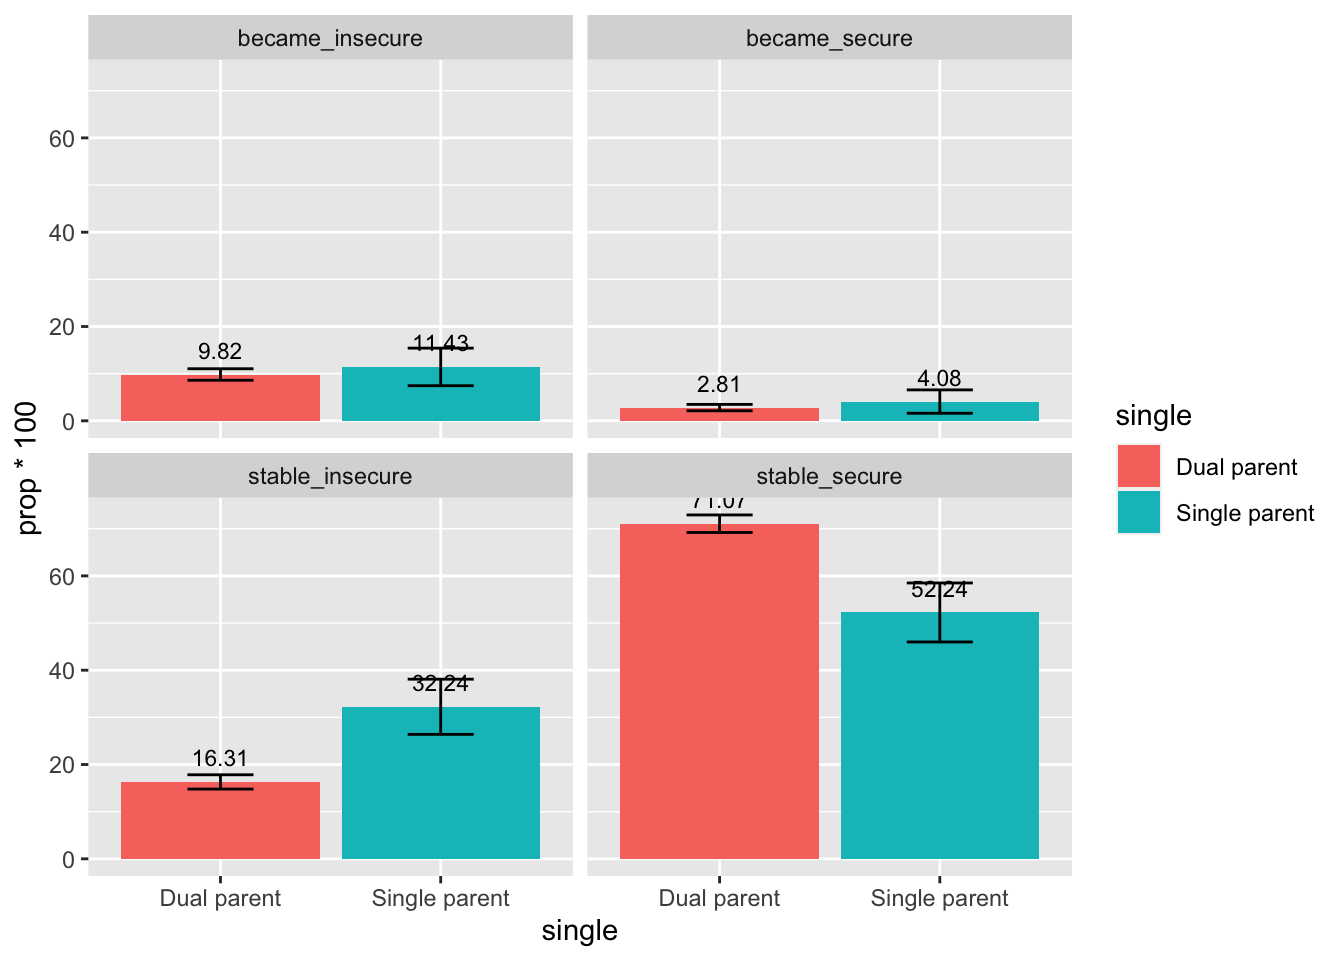 became_insecure
became_secure
60
40
20
0
9.82
11.43
2.81
4.08
stable_insecure
stable_secure
60
40
20
0
16.31
32.24
71.07
52.24
Dual parent
Single parent
Dual parent
Single parent
single
prop * 100
single
Dual parent
Single parent